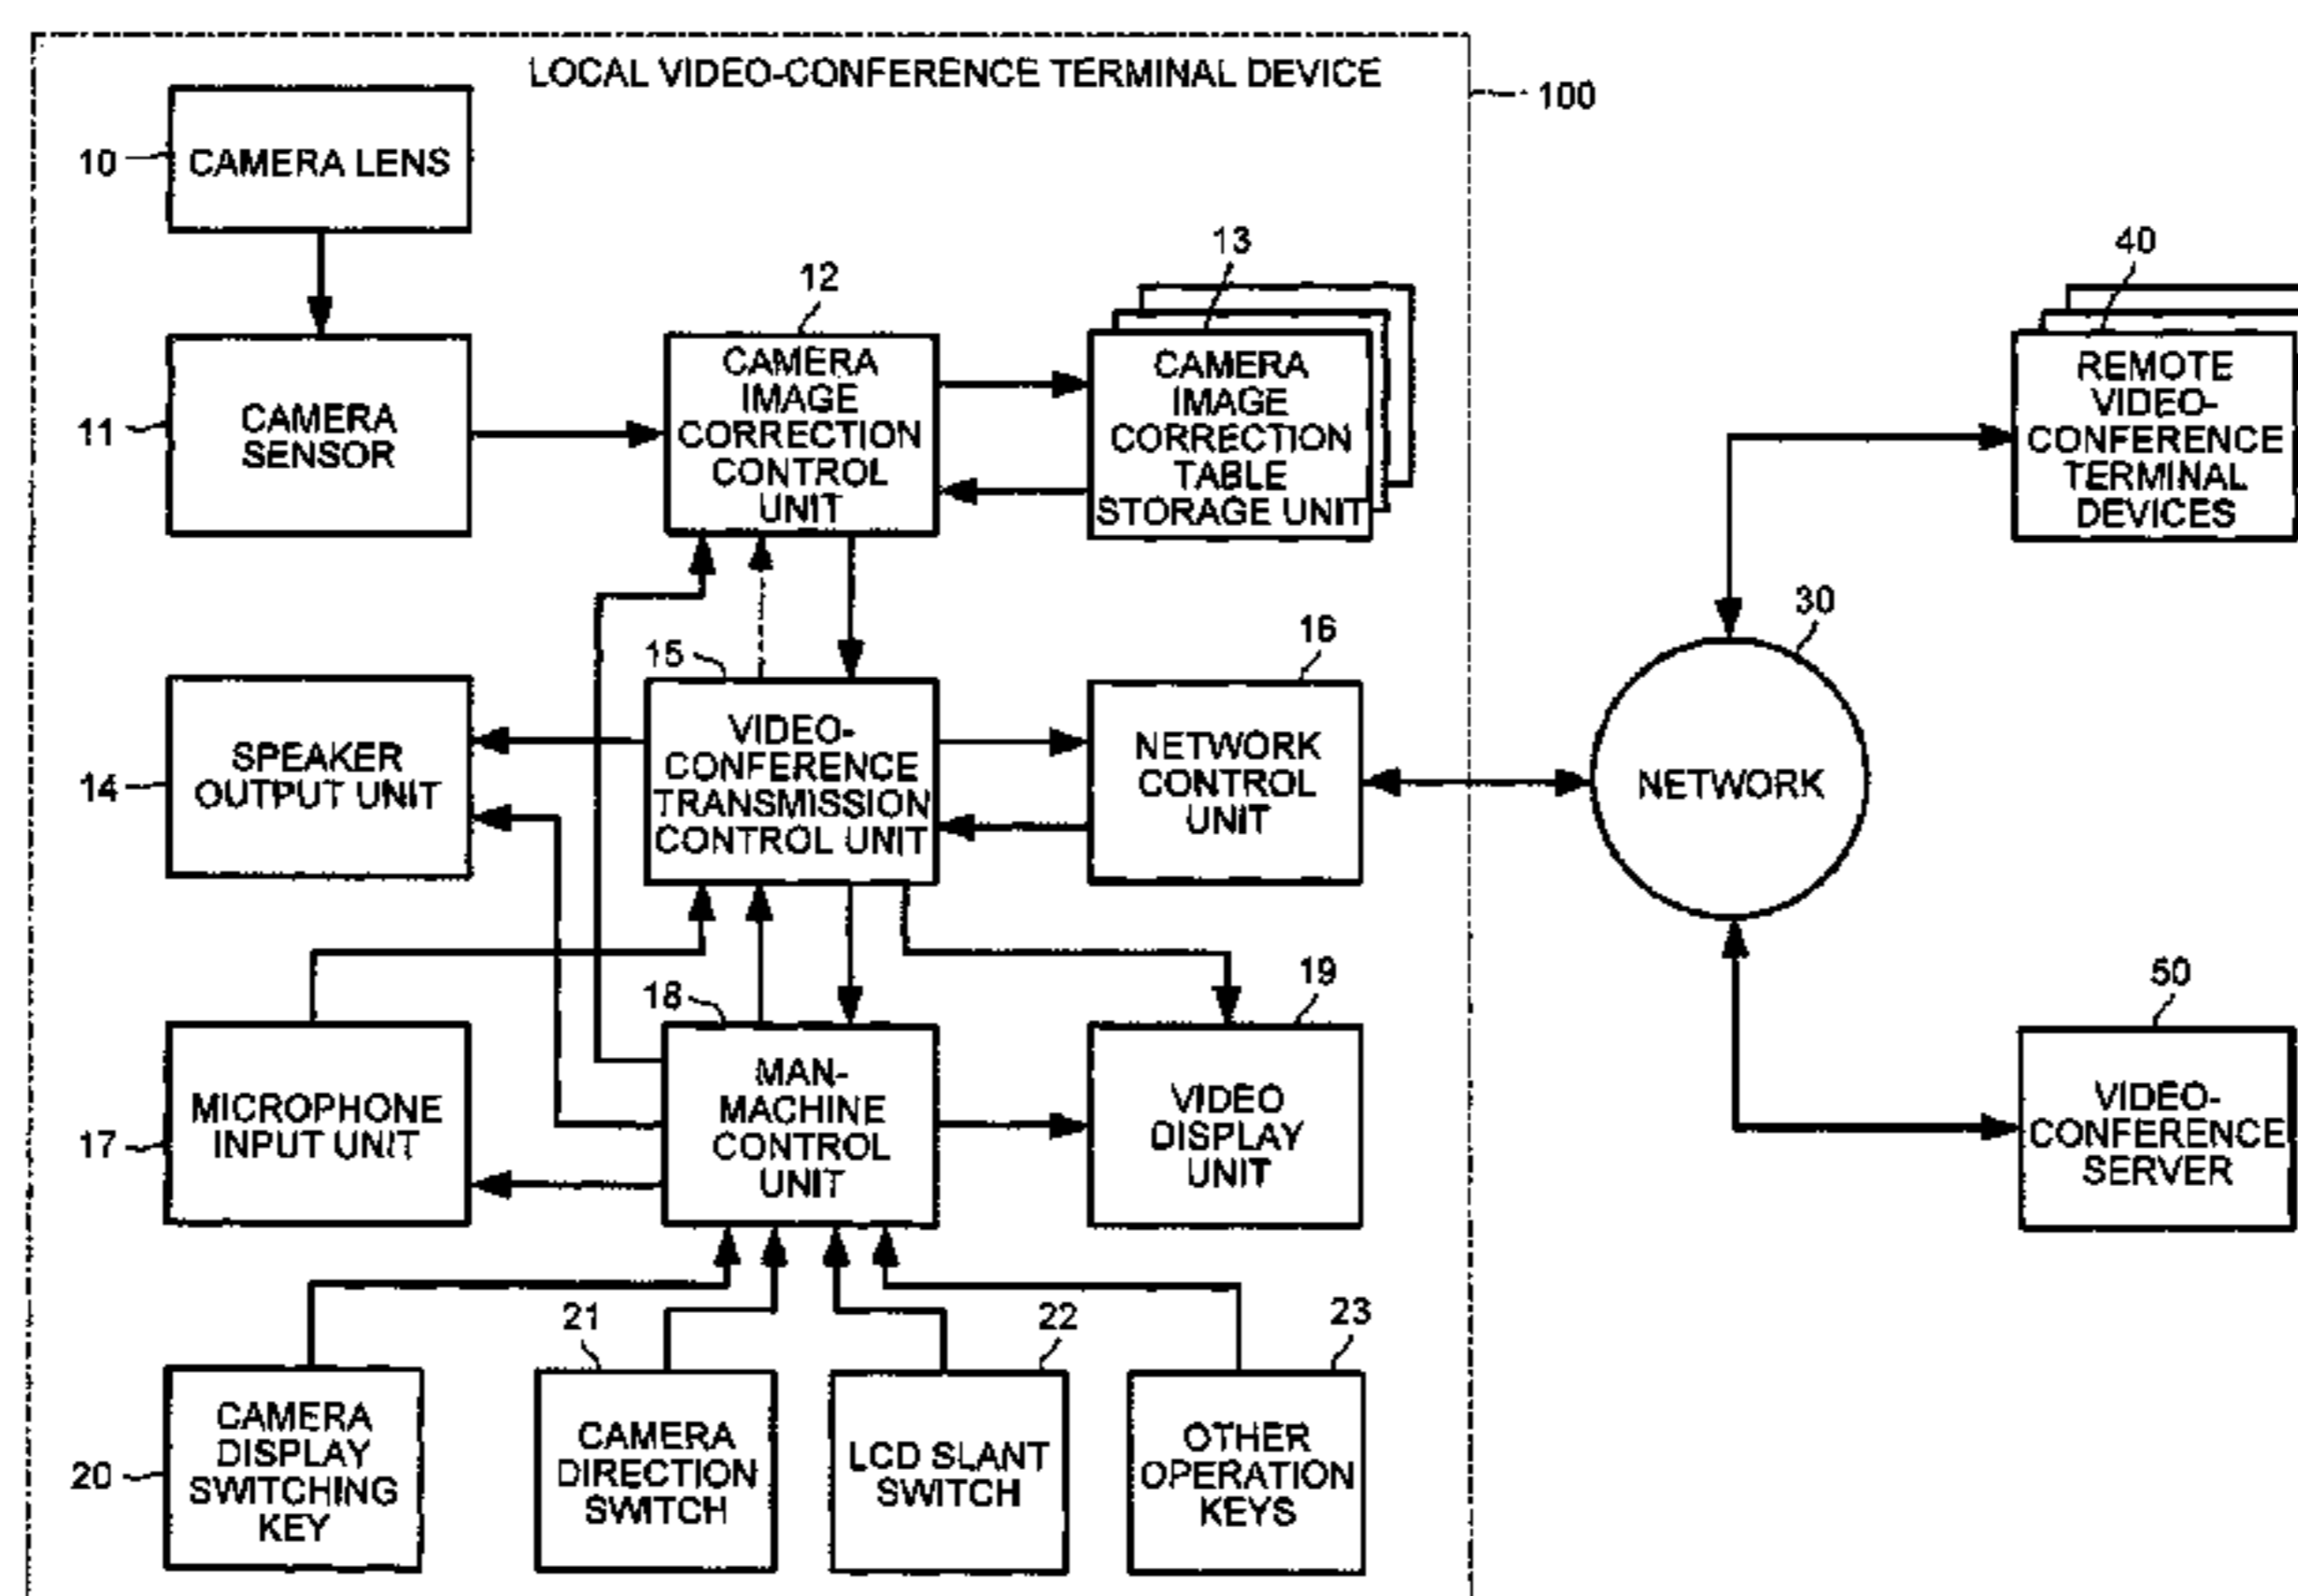 LOCAL VIDEO-CONFERENCE TERMINAL DEVICE
100
10
CAMERA LENS
11
CAMERA
SENSOR
12
CAMERA
IMAGE
CORRECTION
CONTROL
UNIT
13
CAMERA
IMAGE
CORRECTION
TABLE
STORAGE UNIT
40
REMOTE
VIDEO-
CONFERENCE
TERMINAL
DEVICES
14
SPEAKER
OUTPUT UNIT
15
VIDEO-
CONFERENCE
TRANSMISSION
CONTROL UNIT
16
NETWORK
CONTROL
UNIT
30
NETWORK
17
MICROPHONE
INPUT UNIT
18
MAN-
MACHINE
CONTROL
UNIT
19
VIDEO
DISPLAY
UNIT
50
VIDEO-
CONFERENCE
SERVER
20
CAMERA
DISPLAY
SWITCHING
KEY
21
CAMERA
DIRECTION
SWITCH
22
LCD SLANT
SWITCH
23
OTHER
OPERATION
KEYS